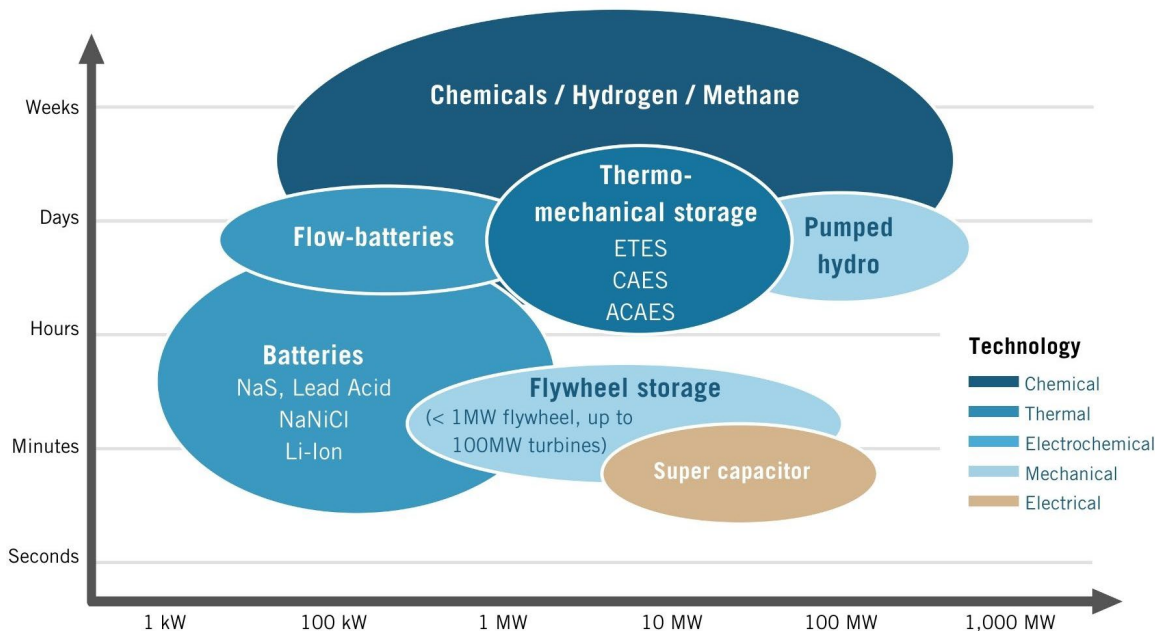 Weeks
Days
Hours
Minutes
Seconds
Chemicals / Hydrogen / Methane
Thermo-
mechanical storage
ETES
CAES
ACAES
Flow-batteries
Pumped
hydro
Batteries
NaS, Lead Acid
NaNiCl
Li-Ion
Flywheel storage
(< 1MW flywheel, up to
100MW turbines)
Super capacitor
Technology
Chemical
Thermal
Electrochemical
Mechanical
Electrical
1 kW 100 kW 1 MW 10 MW 100 MW 1,000 MW